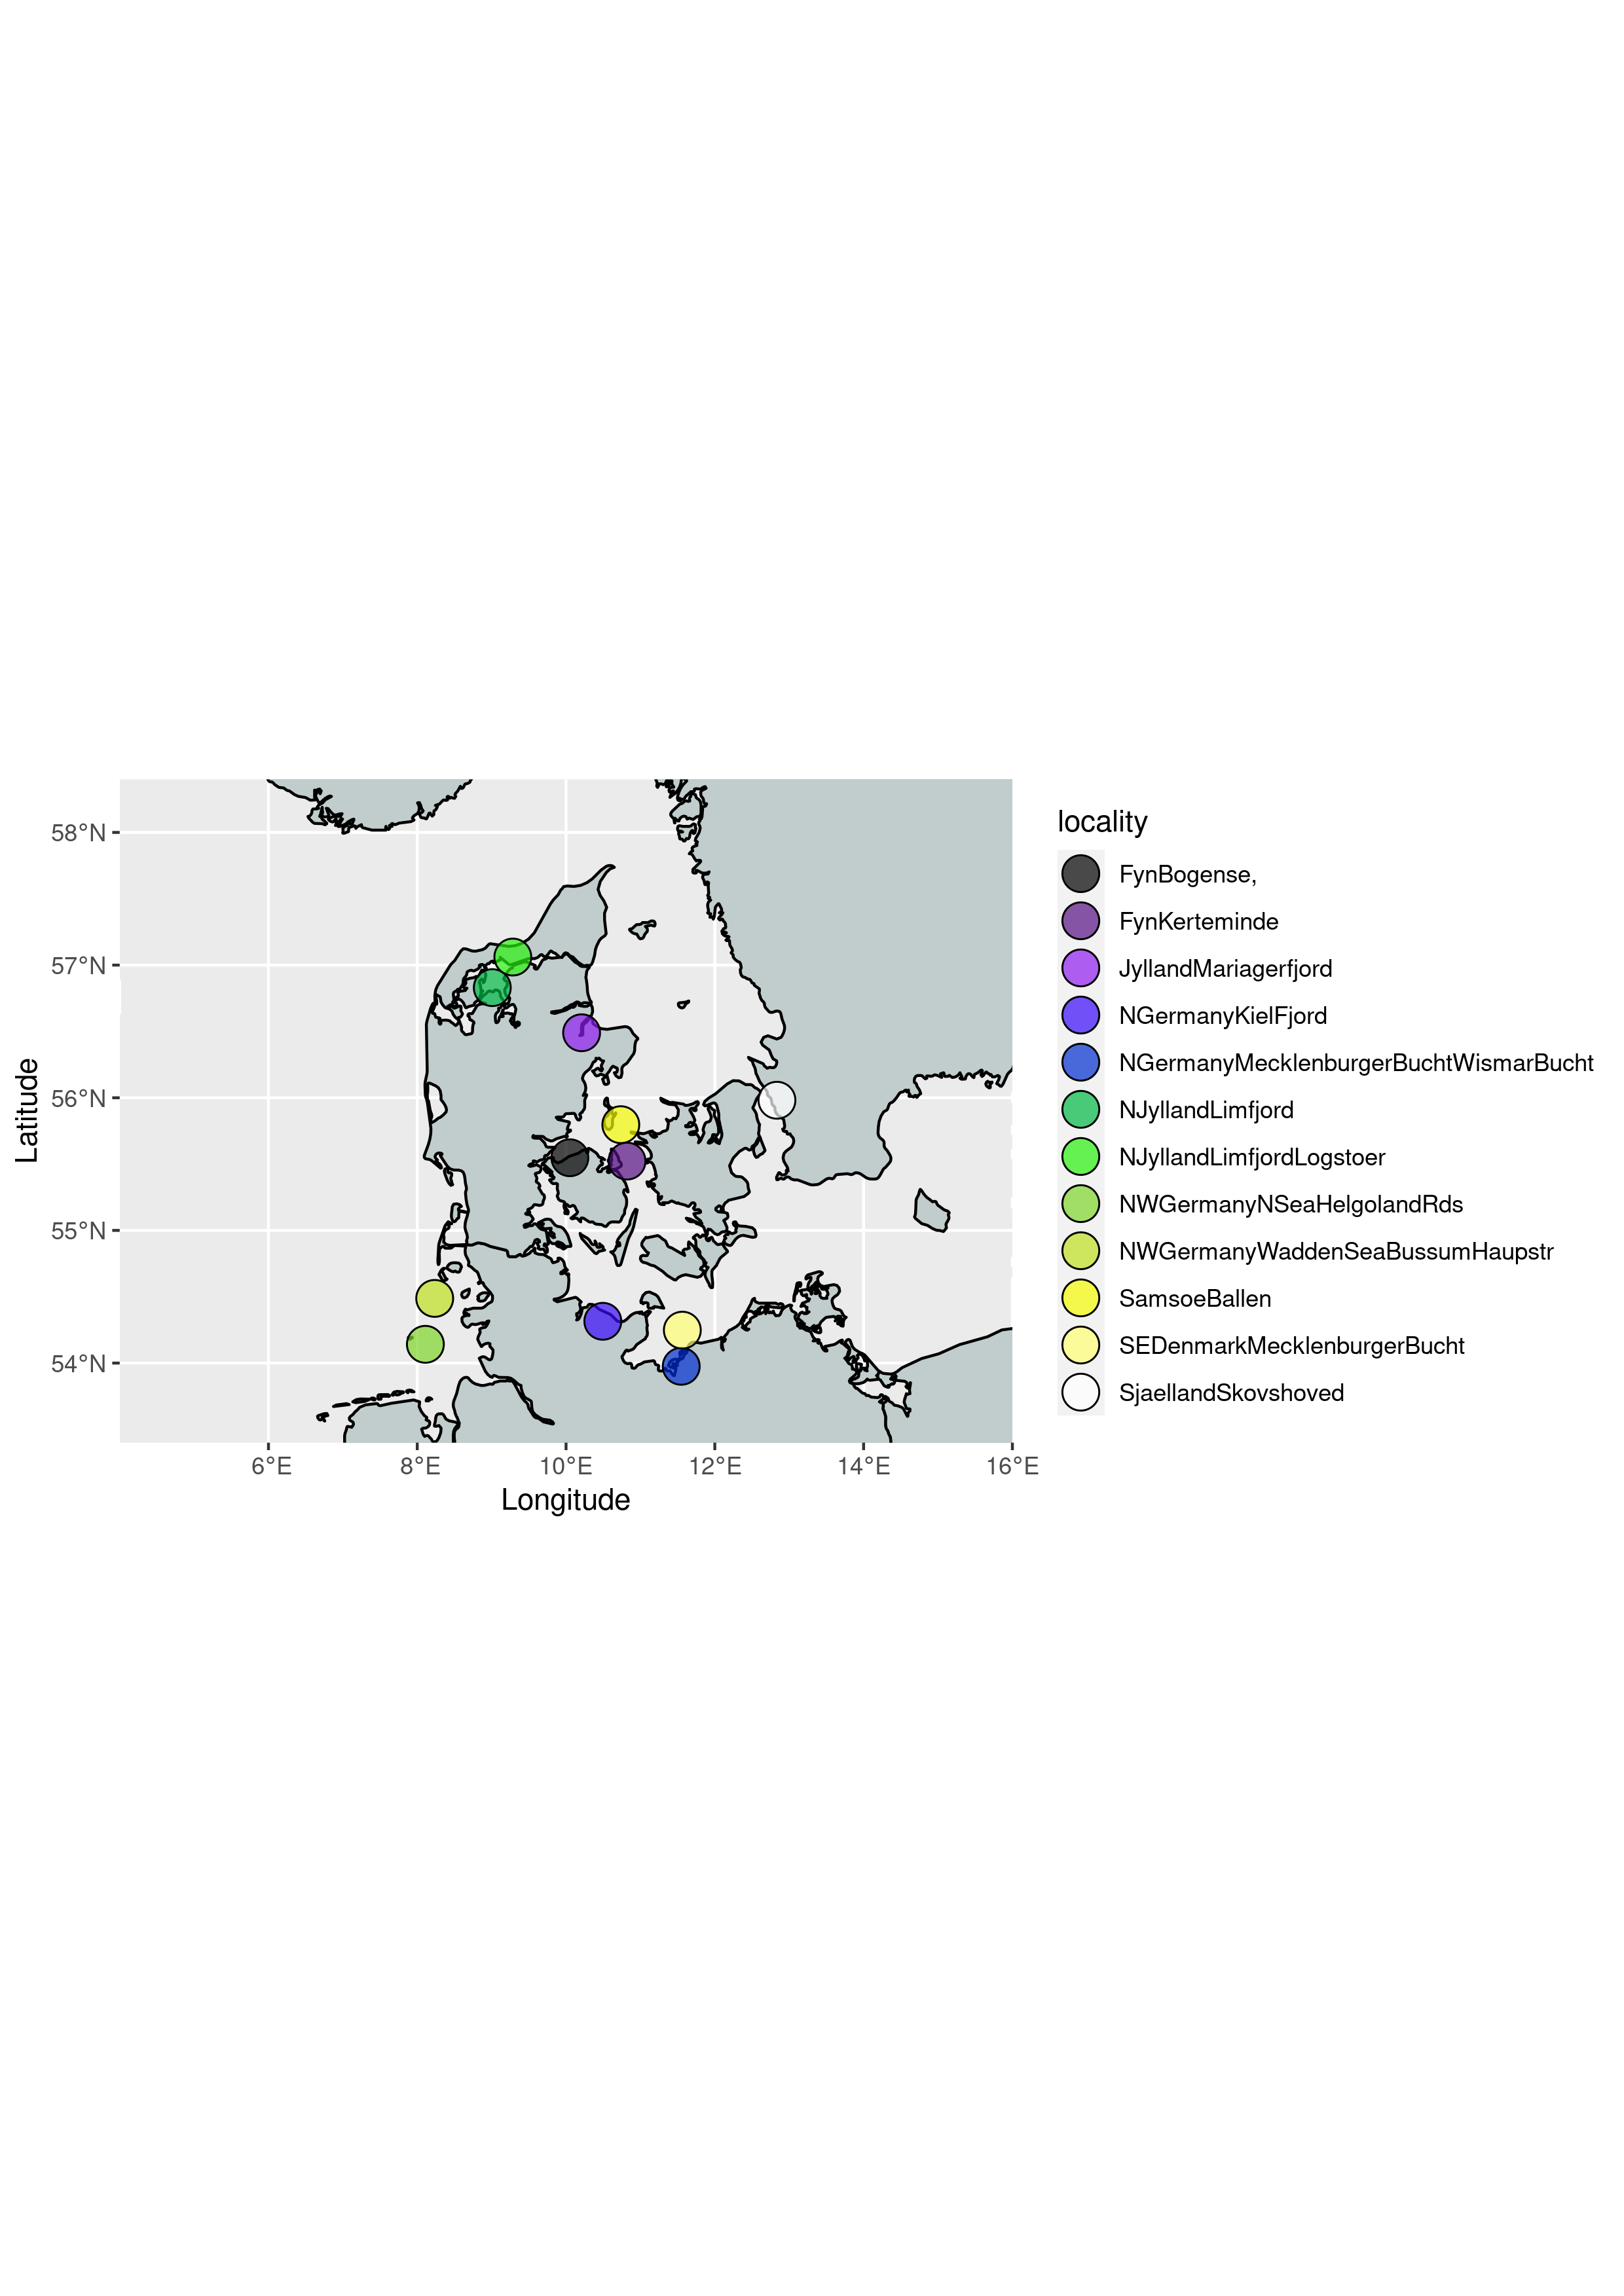 58°N
57°N
56°N
55°N
54°N
Latitude
6°E 8°E 10°E 12°E 14°E 16°E
Longitude
locality
FynBogense,
FynKerteminde
JyllandMariagerfjord
NGermanyKielFjord
NGermanyMecklenburgerBuchtWismarBucht
NJyllandLimfjord
NJyllandLimfjordLogstoer
NWGermanyNSeaHelgolandRds
NWGermanyWaddenSeaBussumHaupstr
SamsoeBallen
SEDenmarkMecklenburgerBucht
SjaellandSkovshoved